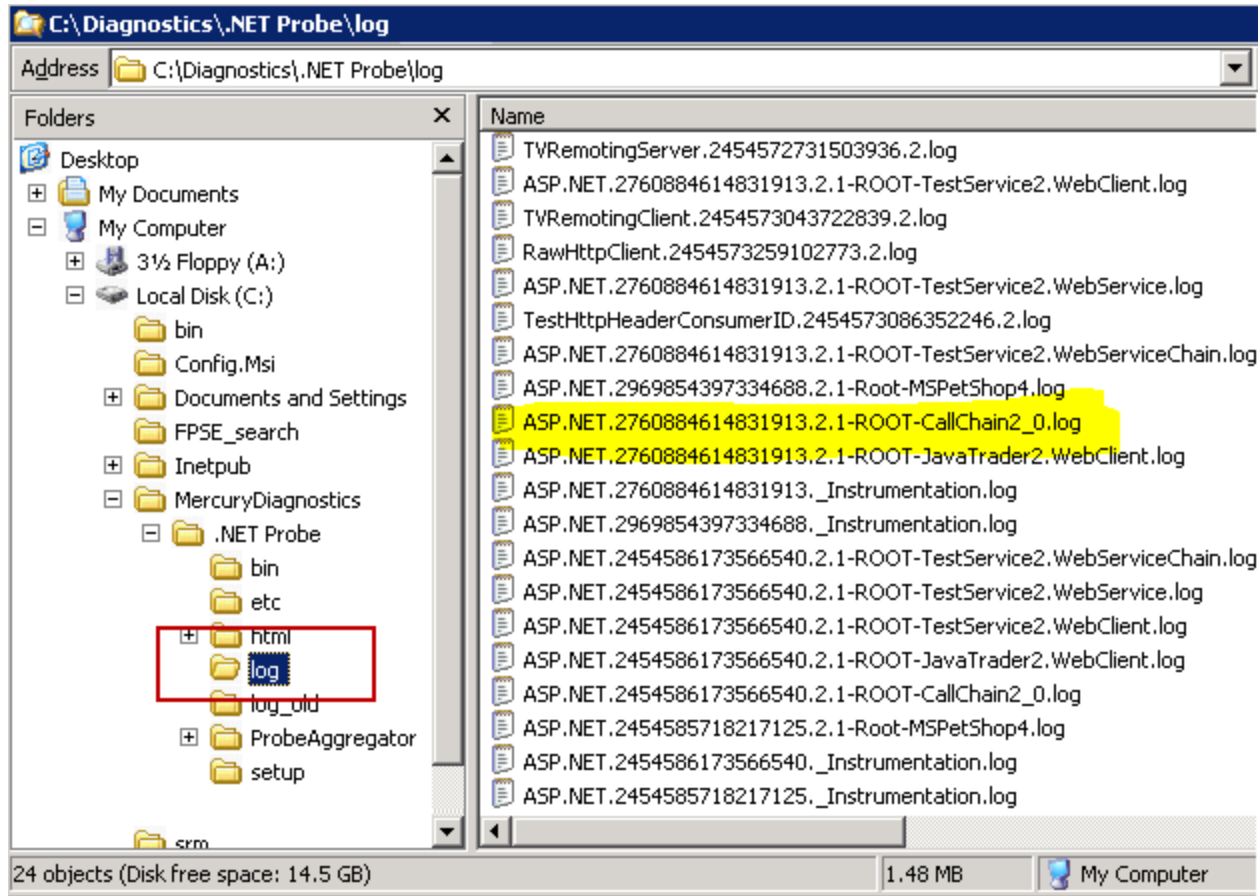 C:\Diagnostics\.NET Probe\log
Address C:\Diagnostics\.NET Probe\log
Folders
Desktop
My Documents
My Computer
3½ Floppy (A:)
Local Disk (C:)
bin
Config.Msi
Documents and Settings
FPSE_search
Inetpub
MercuryDiagnostics
.NET Probe
bin
etc
html
log
log_old
ProbeAggregator
setup
srm
Name
TVRemotingServer.2454572731503936.2.log
ASP.NET.2760884614831913.2.1-ROOT-TestService2.WebClient.log
TVRemotingClient.2454573043722839.2.log
RawHttpClient.2454573259102773.2.log
ASP.NET.2760884614831913.2.1-ROOT-TestService2.WebService.log
TestHttpHeaderConsumerID.2454573086352246.2.log
ASP.NET.2760884614831913.2.1-ROOT-TestService2.WebServiceChain.log
ASP.NET.2969854397334688.2.1-Root-MSPetShop4.log
ASP.NET.2760884614831913.2.1-ROOT-CallChain2_0.log
ASP.NET.2760884614831913.2.1-ROOT-JavaTrader2.WebClient.log
ASP.NET.2760884614831913._Instrumentation.log
ASP.NET.2969854397334688._Instrumentation.log
ASP.NET.2454586173566540.2.1-ROOT-TestService2.WebServiceChain.log
ASP.NET.2454586173566540.2.1-ROOT-TestService2.WebService.log
ASP.NET.2454586173566540.2.1-ROOT-TestService2.WebClient.log
ASP.NET.2454586173566540.2.1-ROOT-JavaTrader2.WebClient.log
ASP.NET.2454586173566540.2.1-ROOT-CallChain2_0.log
ASP.NET.2454585718217125.2.1-Root-MSPetShop4.log
ASP.NET.2454586173566540._Instrumentation.log
ASP.NET.2454585718217125._Instrumentation.log
24 objects (Disk free space: 14.5 GB) 1.48 MB My Computer